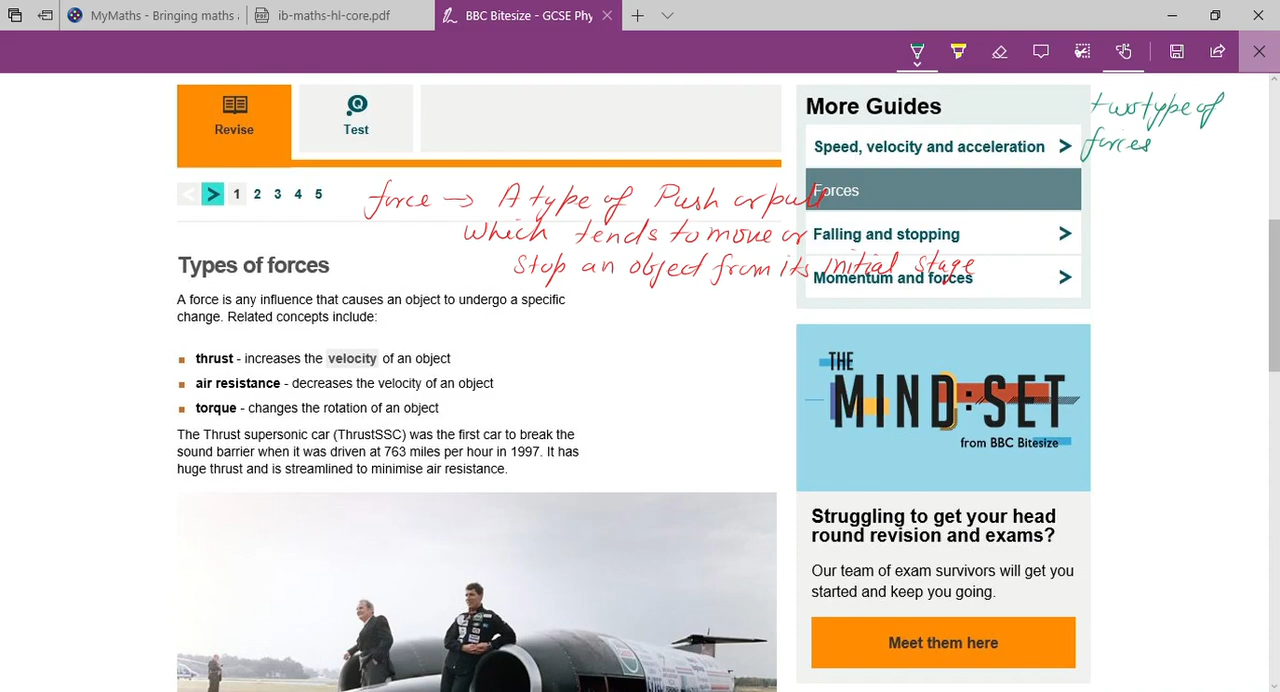 MyMaths - Bringing maths
ib-maths-hl-core.pdf
BBC Bitesize - GCSE Phy
Revise
Test
1 2 3 4 5
force → A type of Push or pull
which tends to move or
stop an object from its initial stage
Types of forces
A force is any influence that causes an object to undergo a specific
change. Related concepts include:
thrust - increases the velocity of an object
air resistance - decreases the velocity of an object
torque - changes the rotation of an object
The Thrust supersonic car (ThrustSSC) was the first car to break the
sound barrier when it was driven at 763 miles per hour in 1997. It has
huge thrust and is streamlined to minimise air resistance.
More Guides
Speed, velocity and acceleration
Forces
Falling and stopping
Momentum and forces
two type of
forces
THE
MIND:SET
from BBC Bitesize
Struggling to get your head
round revision and exams?
Our team of exam survivors will get you
started and keep you going.
Meet them here